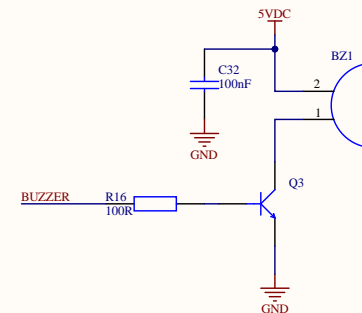 5VDC
BZ1
C32
100nF
2
1
GND
Q3
BUZZER
R16
100R
GND